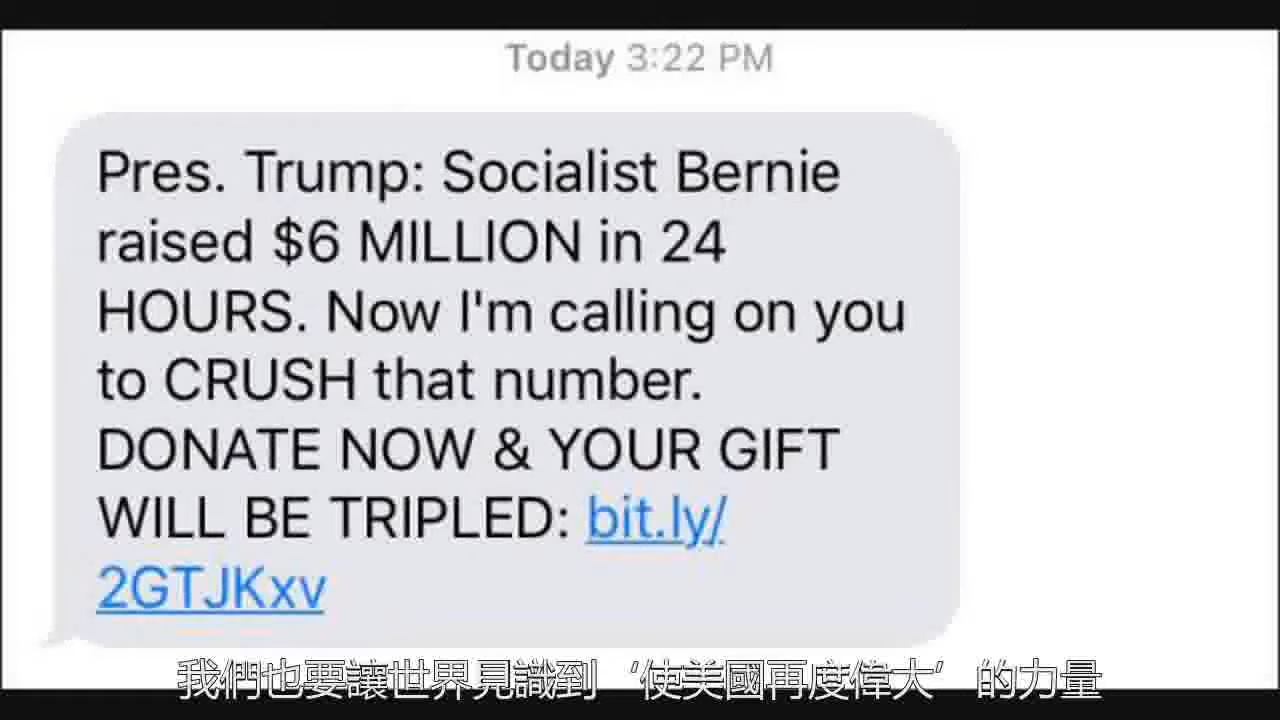 Today 3:22 PM
Pres. Trump: Socialist Bernie
raised $6 MILLION in 24
HOURS. Now I'm calling on you
to CRUSH that number.
DONATE NOW & YOUR GIFT
WILL BE TRIPLED: bit.ly/
2GTJKxv
我們也要讓世界見識到‘使美國再度偉大’的力量